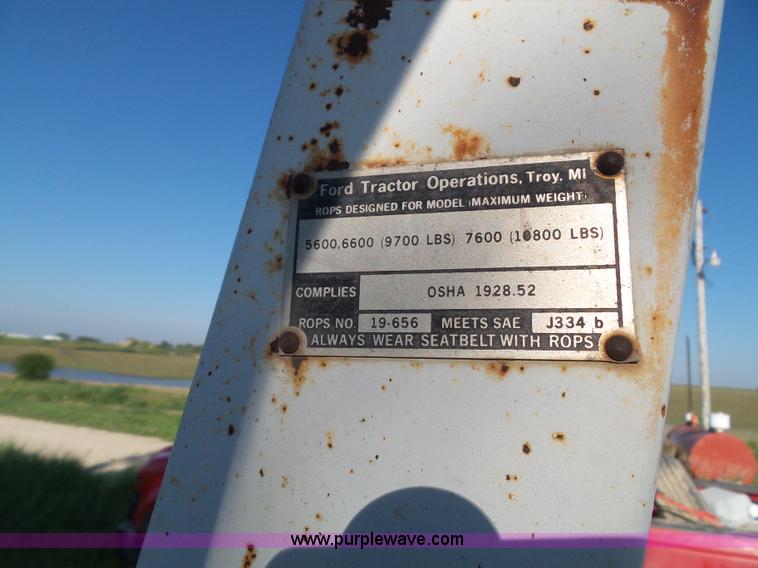 Ford Tractor Operations, Troy, MI
ROPS DESIGNED FOR MODEL (MAXIMUM WEIGHT)
5600,6600 (9700 LBS) 7600 (10800 LBS)
COMPLIES OSHA 1928.52
ROPS NO. 19-656 MEETS SAE J334 b
ALWAYS WEAR SEATBELT WITH ROPS
www.purplewave.com